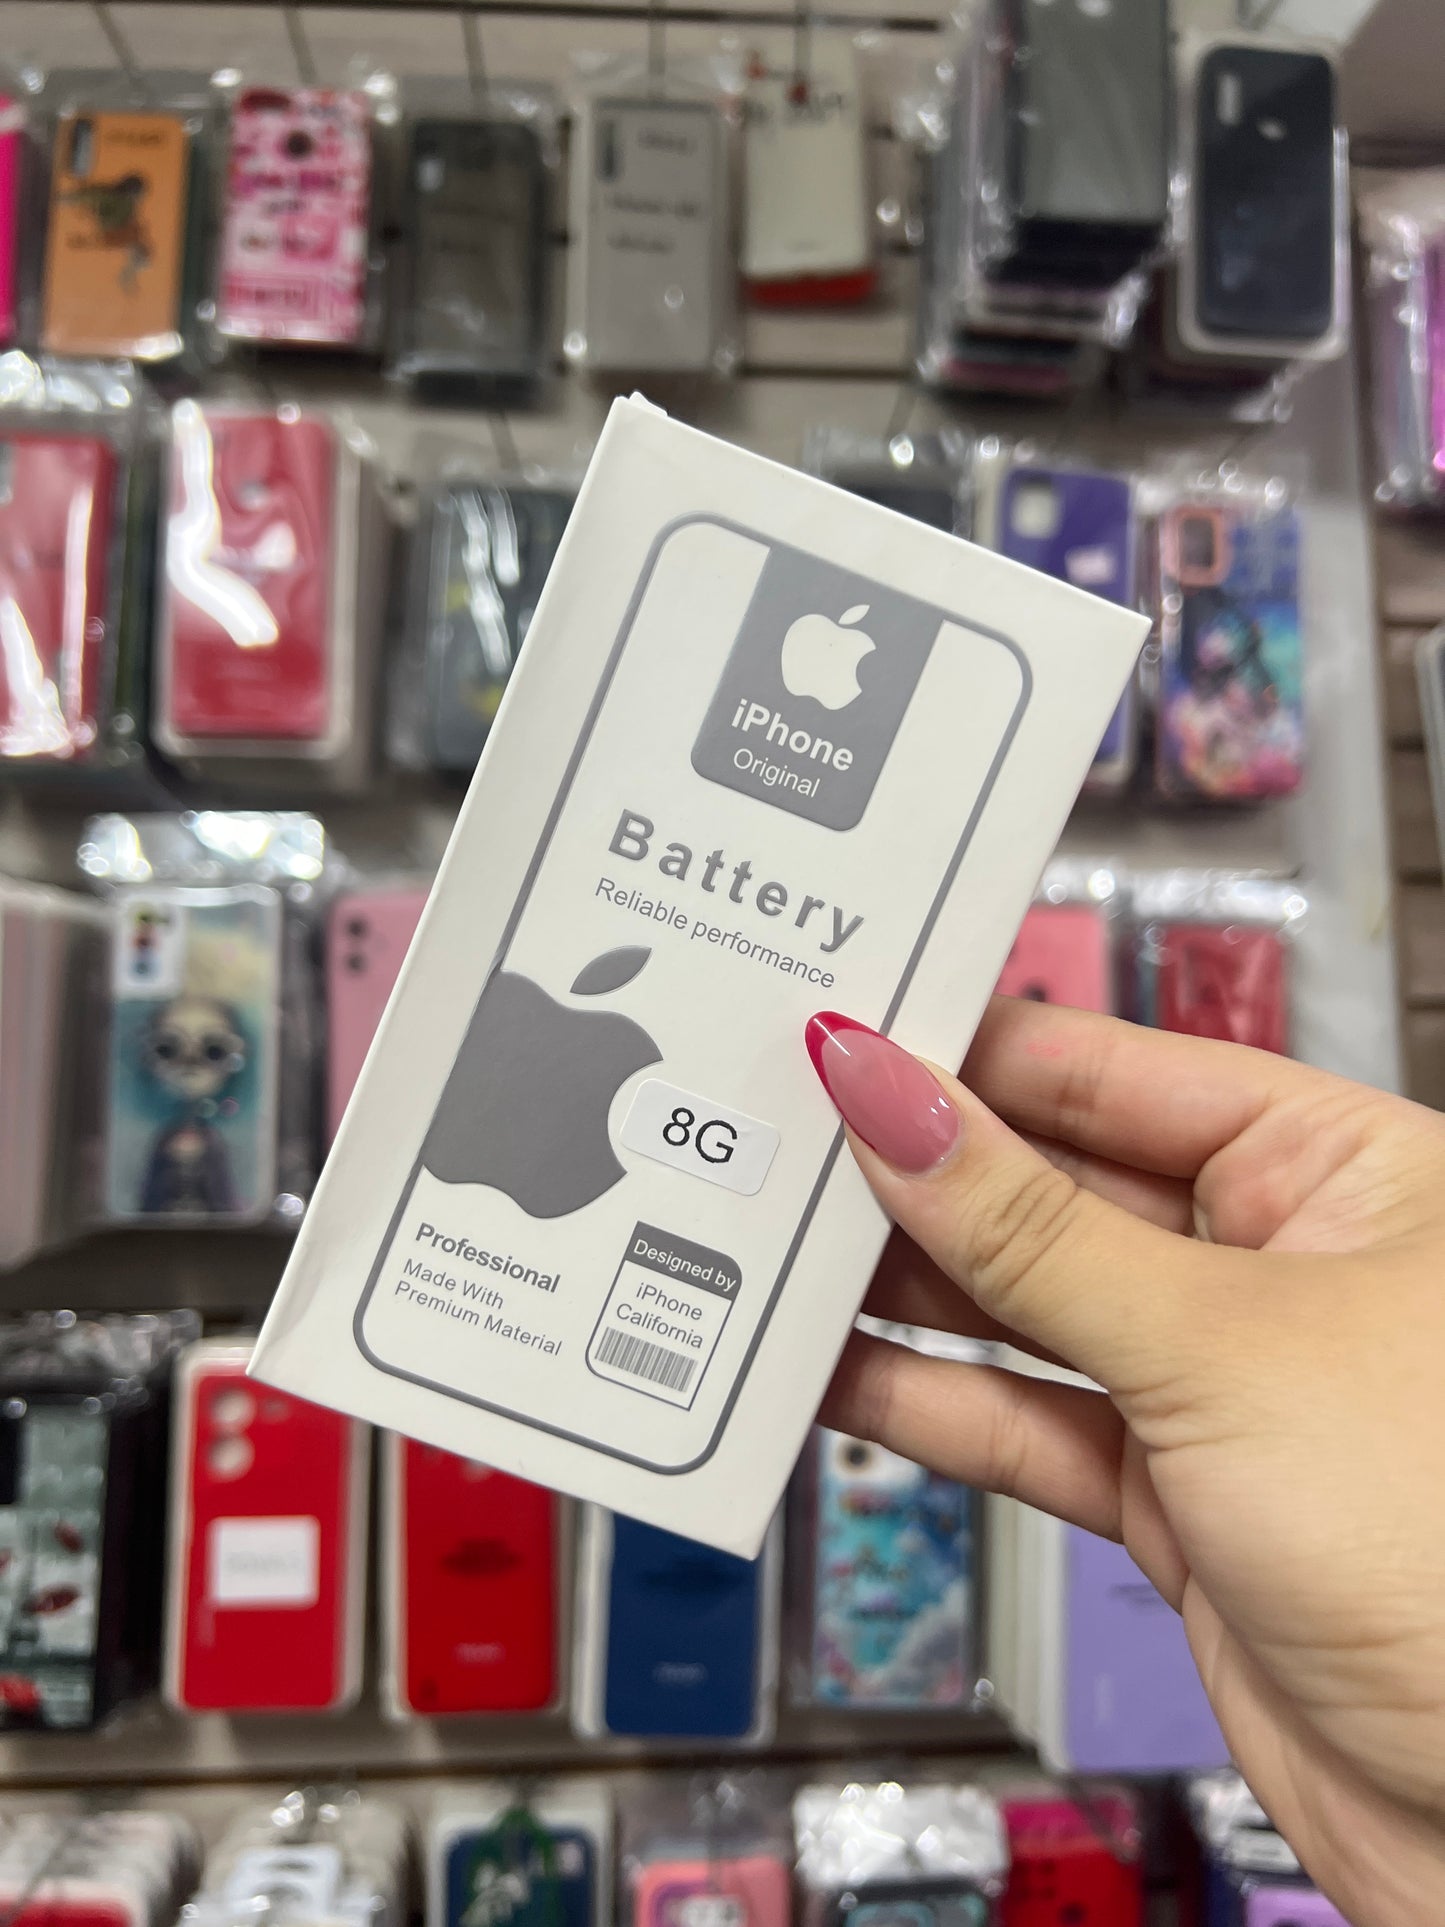 iPhone
Original
Battery
Reliable performance
8G
Professional
Made With
Premium Material
Designed by
iPhone
California